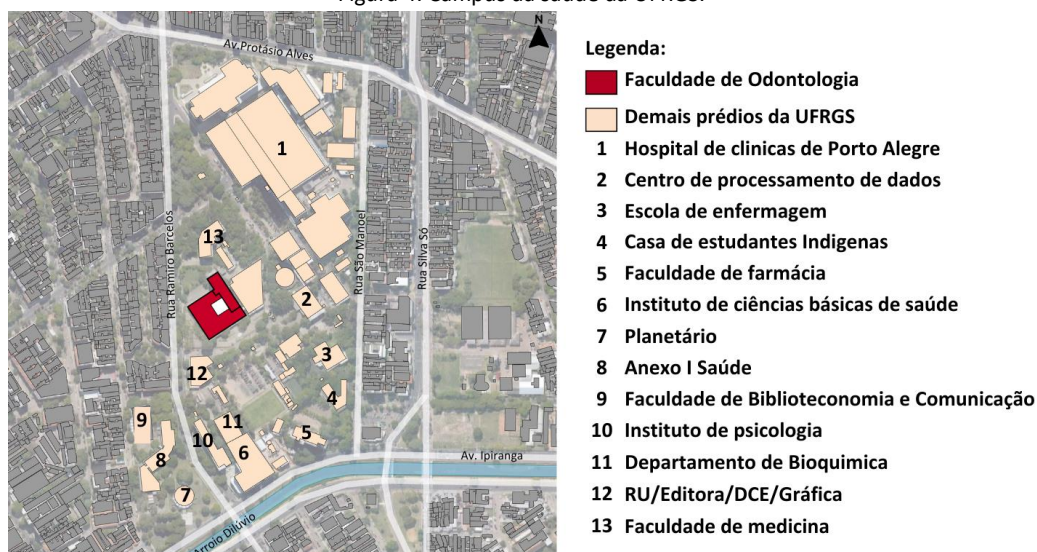 Figura 4. Campus da saúde da UFRGS.
N
Av.Protásio Alves
Rua Ramiro Barcelos
Rua São Manoel
Rua Silva Só
1
13
2
3
12
4
9
11
10
5
8
6
7
Av. Ipiranga
Arroio Dilúvio
Legenda:
Faculdade de Odontologia
Demais prédios da UFRGS
1 Hospital de clinicas de Porto Alegre
2 Centro de processamento de dados
3 Escola de enfermagem
4 Casa de estudantes Indigenas
5 Faculdade de farmácia
6 Instituto de ciências básicas de saúde
7 Planetário
8 Anexo I Saúde
9 Faculdade de Biblioteconomia e Comunicação
10 Instituto de psicologia
11 Departamento de Bioquimica
12 RU/Editora/DCE/Gráfica
13 Faculdade de medicina